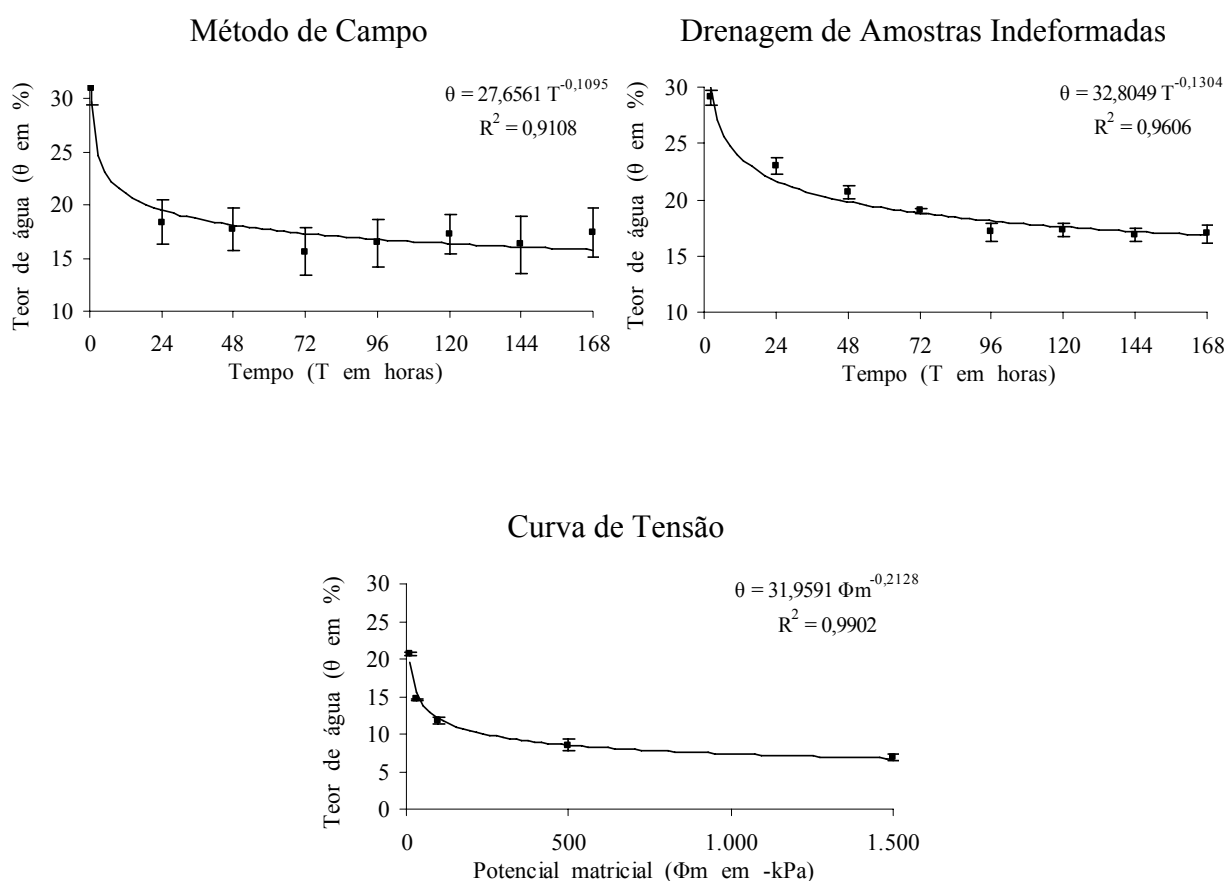 Método de Campo
Teor de água (θ em %)
30
25
20
15
10
θ = 27,6561 T^-0,1095
R^2 = 0,9108
0 24 48 72 96 120 144 168
Tempo (T em horas)
Drenagem de Amostras Indeformadas
Teor de água (θ em %)
30
25
20
15
10
θ = 32,8049 T^-0,1304
R^2 = 0,9606
0 24 48 72 96 120 144 168
Tempo (T em horas)
Curva de Tensão
Teor de água (θ em %)
30
25
20
15
10
5
0
θ = 31,9591 Φm^-0,2128
R^2 = 0,9902
0 500 1.000 1.500
Potencial matricial (Φm em -kPa)